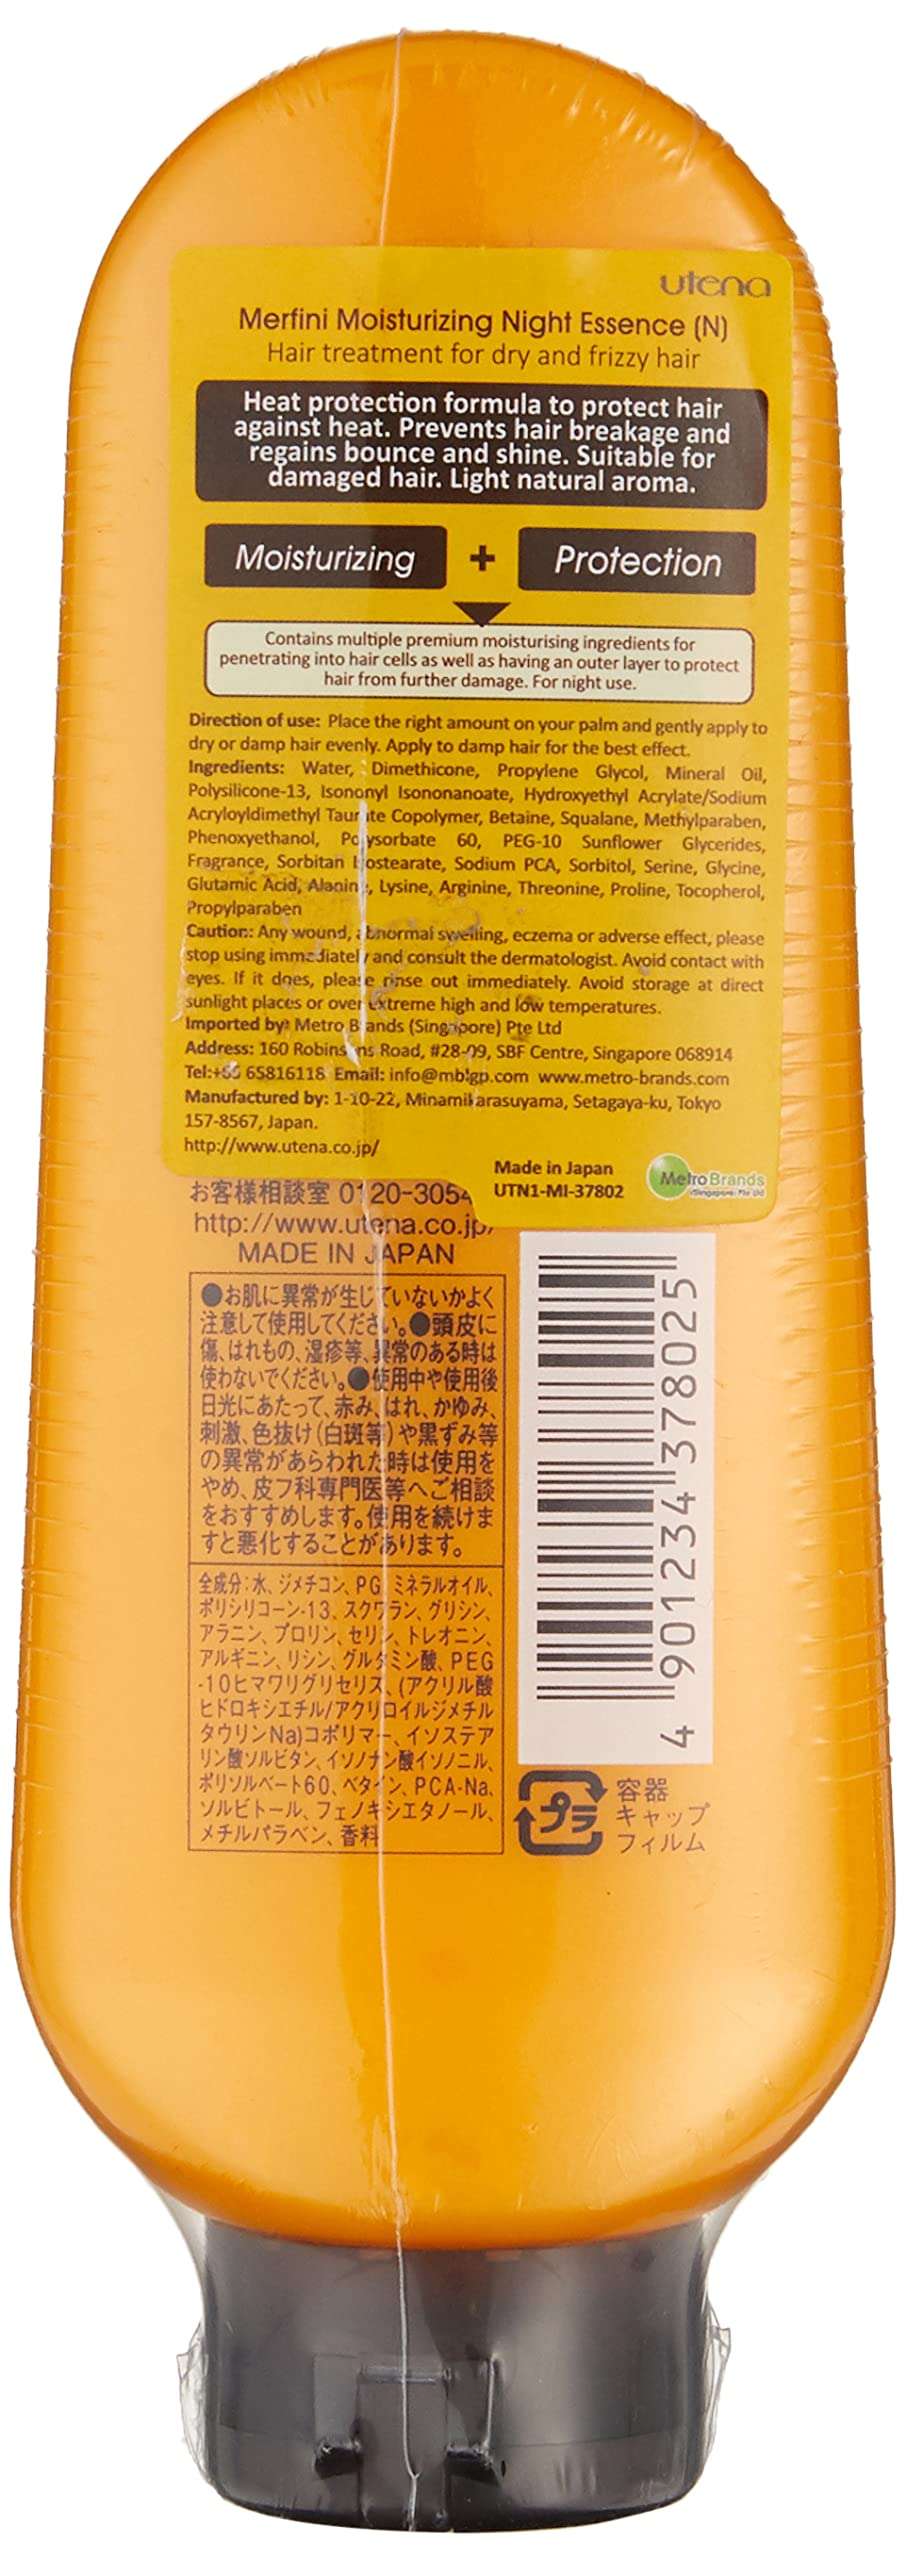 utena
Merfini Moisturizing Night Essence (N)
Hair treatment for dry and frizzy hair
Heat protection formula to protect hair
against heat. Prevents hair breakage and
regains bounce and shine. Suitable for
damaged hair. Light natural aroma.
Moisturizing + Protection
Contains multiple premium moisturising ingredients for
penetrating into hair cells as well as having an outer layer to protect
hair from further damage. For night use.
Direction of use: Place the right amount on your palm and gently apply to
dry or damp hair evenly. Apply to damp hair for the best effect.
Ingredients: Water, Dimethicone, Propylene Glycol, Mineral Oil,
Polysilicone-13, Isononyl Isononanoate, Hydroxyethyl Acrylate/Sodium
Acryloyldimethyl Taurate Copolymer, Betaine, Squalane, Methylparaben,
Phenoxyethanol, Polysorbate 60, PEG-10 Sunflower Glycerides,
Fragrance, Sorbitan Sodium PCA, Sorbitol, Serine, Glycine,
Glutamic Acid, Alanine, Lysine, Arginine, Threonine, Proline, Tocopherol,
Propylparaben
Caution: Any wound, abnormal swelling, eczema or adverse effect, please
stop using immediately and consult the dermatologist. Avoid contact with
eyes. If it does, please rinse out immediately. Avoid storage at direct
sunlight places or over extreme high and low temperatures.
Imported by: Metro Brands (Singapore) Pte Ltd
Address: 160 Robinsons Road, #28-09, SBF Centre, Singapore 068914
Tel:+65 65816118 Email: info@mbsgp.com www.metro-brands.com
Manufactured by: 1-10-22, Minamikarasuyama, Setagaya-ku, Tokyo
157-8567, Japan.
http://www.utena.co.jp/
Made in Japan
UTN1-MI-37802
Metro Brands
(Singapore) Pte Ltd
お客様相談室 0120-3054
http://www.utena.co.jp/
MADE IN JAPAN
●お肌に異常が生じていないかよく
注意して使用してください。●頭皮に
傷、はれもの、湿疹等、異常のある時は
使わないでください。●使用中や使用後
日光にあたって、赤み、はれ、かゆみ、
刺激、色抜け(白斑等)や黒ずみ等
の異常があらわれた時は使用を
やめ、皮フ科専門医等へご相談
をおすすめします。使用を続けま
すと悪化することがあります。
全成分:水、ジメチコン、PG、ミネラルオイル、
ポリシリコーン-13、スクワラン、グリシン、
アラニン、プロリン、セリン、トレオニン、
アルギニン、リシン、グルタミン酸、PEG
-10ヒマワリグリセリズ、(アクリル酸
ヒドロキシエチル/アクリロイルジメチル
タウリンNa)コポリマー、イソステア
リン酸ソルビタン、イソノナン酸イソノニル、
ポリソルベート60、ベタイン、PCA-Na、
ソルビトール、フェノキシエタノール、
メチルパラベン、香料
4 901234 378025
プラ
容器
キャップ
フィルム